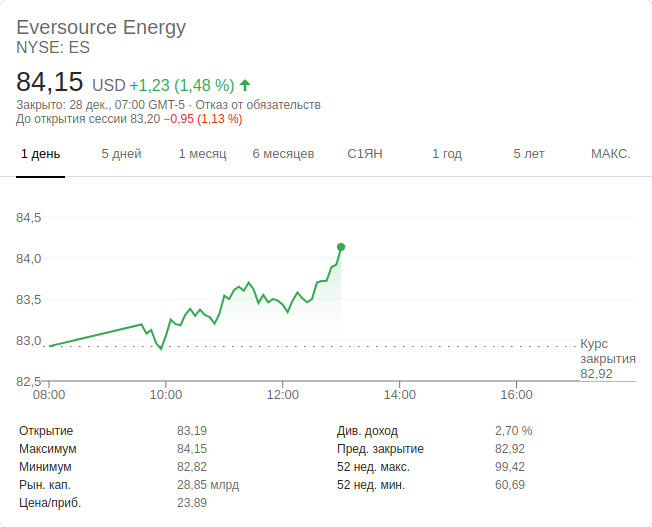 Eversource Energy
NYSE: ES
84,15 USD +1,23 (1,48 %)
Закрыто: 28 дек., 07:00 GMT-5 · Отказ от обязательств
До открытия сессии 83,20 −0,95 (1,13 %)
1 день 5 дней 1 месяц 6 месяцев С1ЯН 1 год 5 лет МАКС.
84,5
84,0
83,5
83,0
82,5
Курс
закрытия
82,92
08:00 10:00 12:00 14:00 16:00
Открытие 83,19 Див. доход 2,70 %
Максимум 84,15 Пред. закрытие 82,92
Минимум 82,82 52 нед. макс. 99,42
Рын. кап. 28,85 млрд 52 нед. мин. 60,69
Цена/приб. 23,89